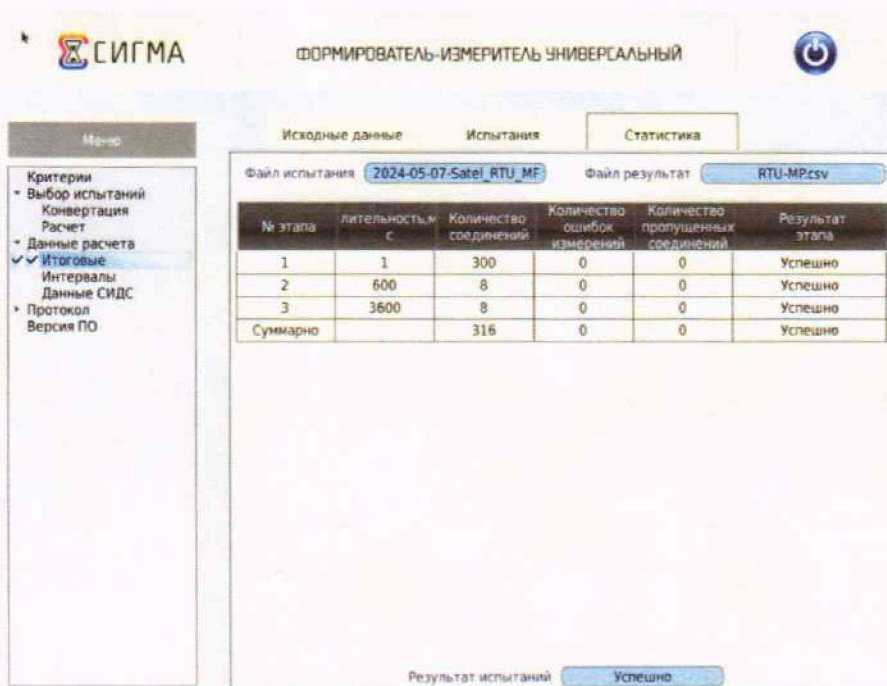 СИГМА
ФОРМИРОВАТЕЛЬ-ИЗМЕРИТЕЛЬ УНИВЕРСАЛЬНЫЙ
Меню
Критерии
Выбор испытаний
Конвертация
Расчет
Данные расчета
Итоговые
Интервалы
Данные СИДС
Протокол
Версия ПО
Исходные данные Испытания Статистика
Файл испытания 2024-05-07-Satel_RTU_MF Файл результат RTU-MP.csv
№ этапа лительность,м с Количество соединений Количество ошибок измерений Количество пропущенных соединений Результат этапа
1 1 300 0 0 Успешно
2 600 8 0 0 Успешно
3 3600 8 0 0 Успешно
Суммарно 316 0 0 Успешно
Результат испытаний Успешно